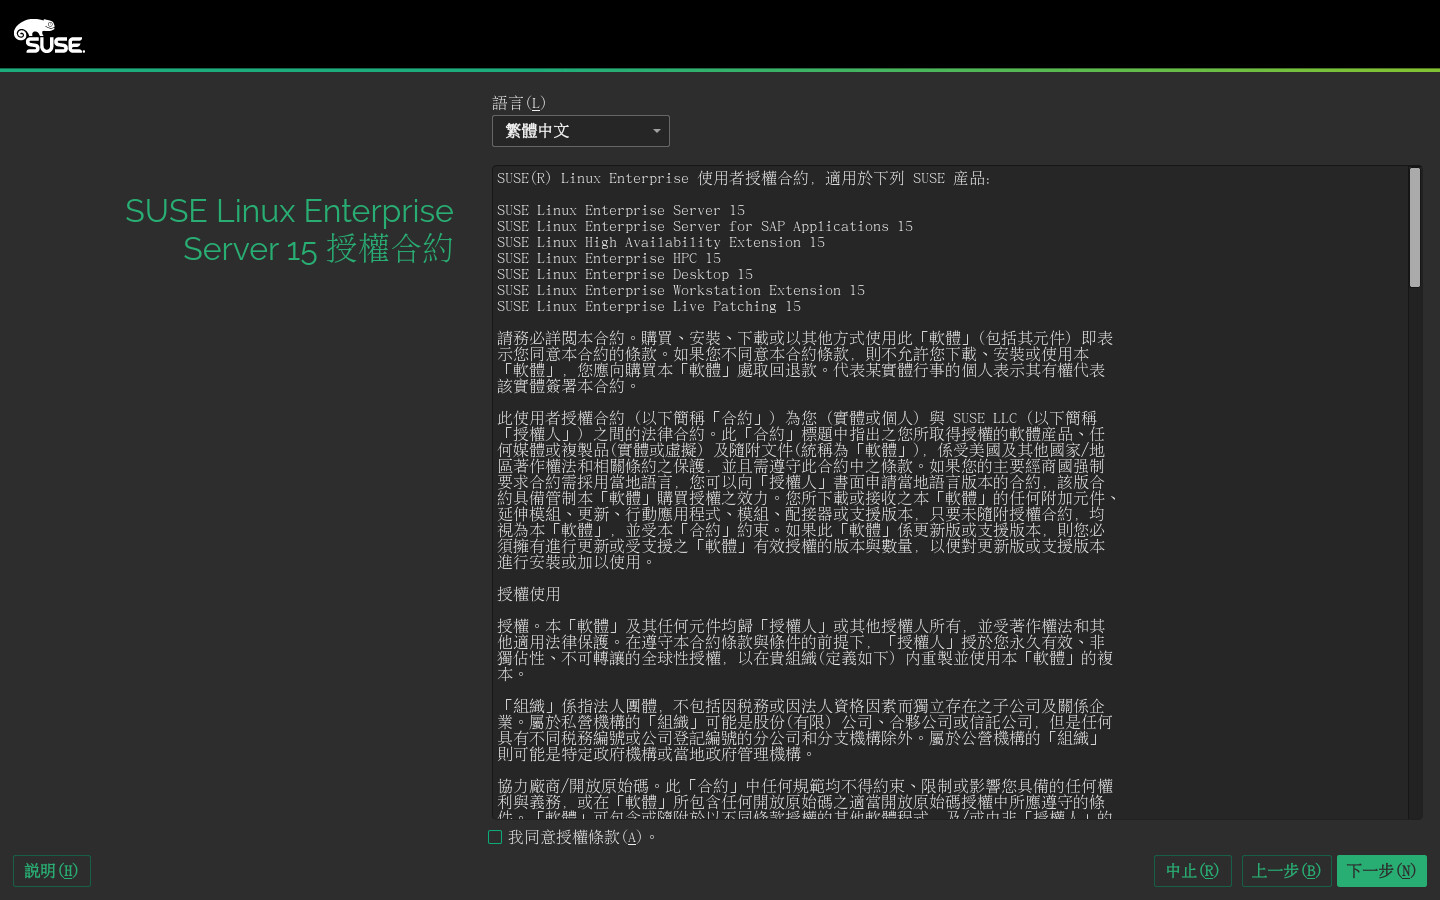 SUSE
語言(L)
繁體中文
SUSE Linux Enterprise
Server 15 授權合約
SUSE(R) Linux Enterprise 使用者授權合約，適用於下列 SUSE 產品:
SUSE Linux Enterprise Server 15
SUSE Linux Enterprise Server for SAP Applications 15
SUSE Linux High Availability Extension 15
SUSE Linux Enterprise HPC 15
SUSE Linux Enterprise Desktop 15
SUSE Linux Enterprise Workstation Extension 15
SUSE Linux Enterprise Live Patching 15
請務必詳閱本合約。購買、安裝、下載或以其他方式使用此「軟體」(包括其元件) 即表
示您同意本合約的條款。如果您不同意本合約條款，則不允許您下載、安裝或使用本
「軟體」，您應向購買本「軟體」處取回退款。代表某實體行事的個人表示其有權代表
該實體簽署本合約。
此使用者授權合約 (以下簡稱「合約」) 為您 (實體或個人) 與 SUSE LLC (以下簡稱
「授權人」) 之間的法律合約。此「合約」標題中指出之您所取得授權的軟體產品、任
何媒體或複製品(實體或虛擬) 及隨附文件(統稱為「軟體」)，係受美國及其他國家/地
區著作權法和相關條約之保護，並且需遵守此合約中之條款。如果您的主要經商國強制
要求合約需採用當地語言，您可以向「授權人」書面申請當地語言版本的合約，該版合
約具備管制本「軟體」購買授權之效力。您所下載或接收之本「軟體」的任何附加元件、
延伸模組、更新、行動應用程式、模組、配接器或支援版本，只要未隨附授權合約，均
視為本「軟體」，並受本「合約」約束。如果此「軟體」係更新版或支援版本，則您必
須擁有進行更新或受支援之「軟體」有效授權的版本與數量，以便對更新版或支援版本
進行安裝或加以使用。
授權使用
授權。本「軟體」及其任何元件均歸「授權人」或其他授權人所有，並受著作權法和其
他適用法律保護。在遵守本合約條款與條件的前提下，「授權人」授於您永久有效、非
獨佔性、不可轉讓的全球性授權，以在貴組織(定義如下) 內重製並使用本「軟體」的複
本。
「組織」係指法人團體，不包括因稅務或因法人資格因素而獨立存在之子公司及關係企
業。屬於私營機構的「組織」可能是股份(有限) 公司、合夥公司或信託公司，但是任何
具有不同稅務編號或公司登記編號的分公司和分支機構除外。屬於公營機構的「組織」
則可能是特定政府機構或當地政府管理機構。
協力廠商/開放原始碼。此「合約」中任何規範均不得約束、限制或影響您具備的任何權
利與義務，或在「軟體」所包含任何開放原始碼之適當開放原始碼授權中所應遵守的條
件。「軟體」可包含或隨附於以不同條款授權的其他軟體程式，及/或由非「授權人」的
我同意授權條款(A)。
說明(H)
中止(R)
上一步(B)
下一步(N)